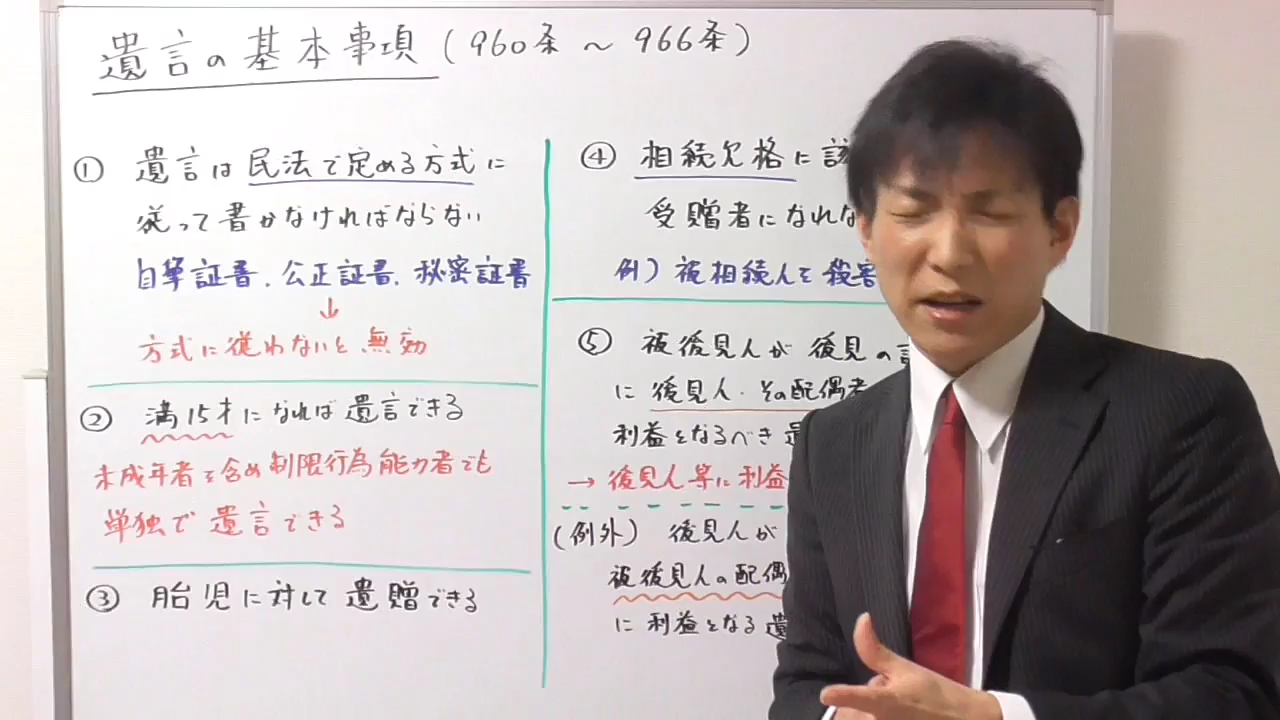 遺言の基本事項(960条～966条)
① 遺言は民法で定める方式に
従って書かなければならない
自筆証書、公正証書、秘密証書
↓
方式に従わないと無効
② 満15才になれば遺言できる
未成年者を含め制限行為能力者でも
単独で遺言できる
③ 胎児に対して遺贈できる
④ 相続欠格に該
受贈者になれな
例)被相続人を殺害
⑤ 被後見人が後見の
に後見人・その配偶者
利益となるべき
→後見人等に利益
(例外) 後見人が
被後見人の配偶
に利益となる遺